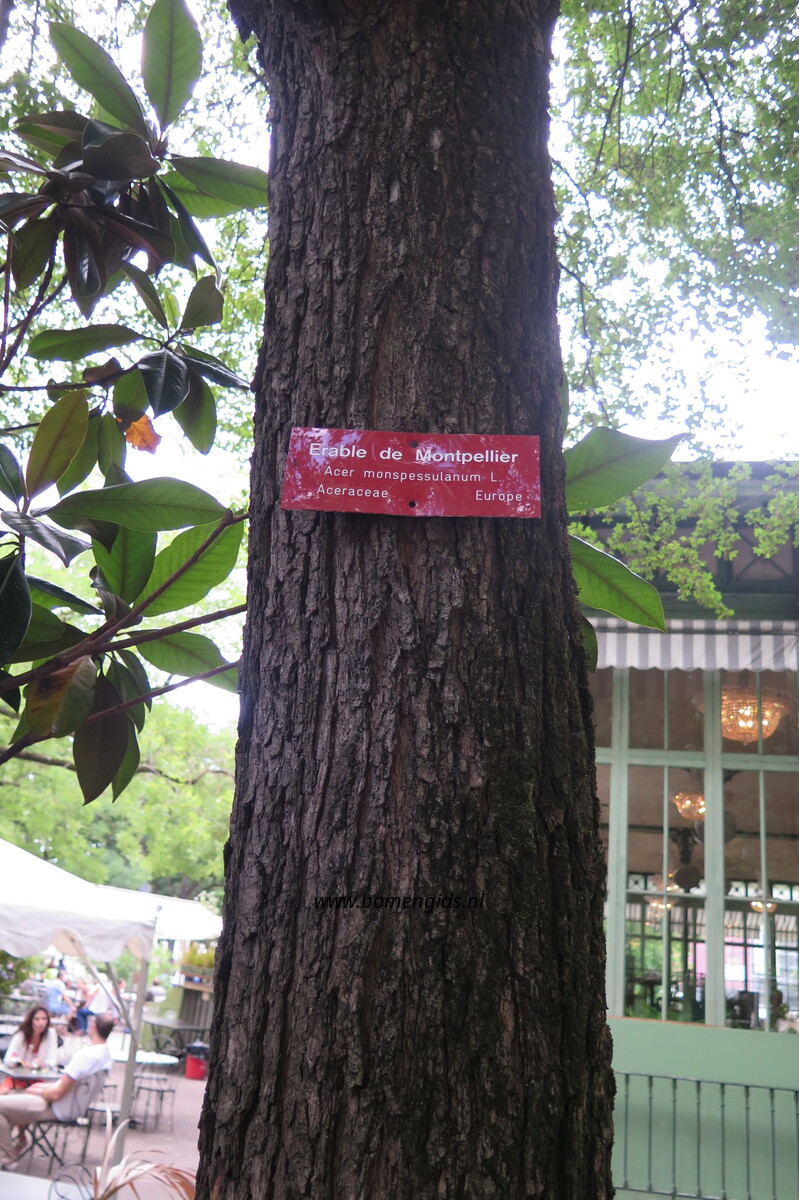 Erable de Montpellier
Acer monspessulanum L
Aceraceae Europe
www.bomengids.nl